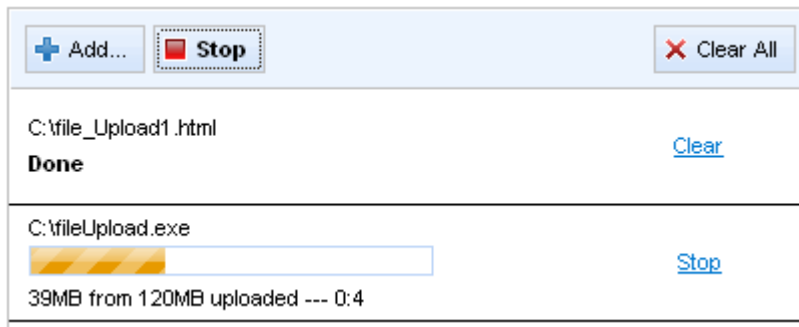 Add... Stop Clear All
C:\file_Upload1.html
Clear
Done
C:\fileUpload.exe
Stop
39MB from 120MB uploaded --- 0:4